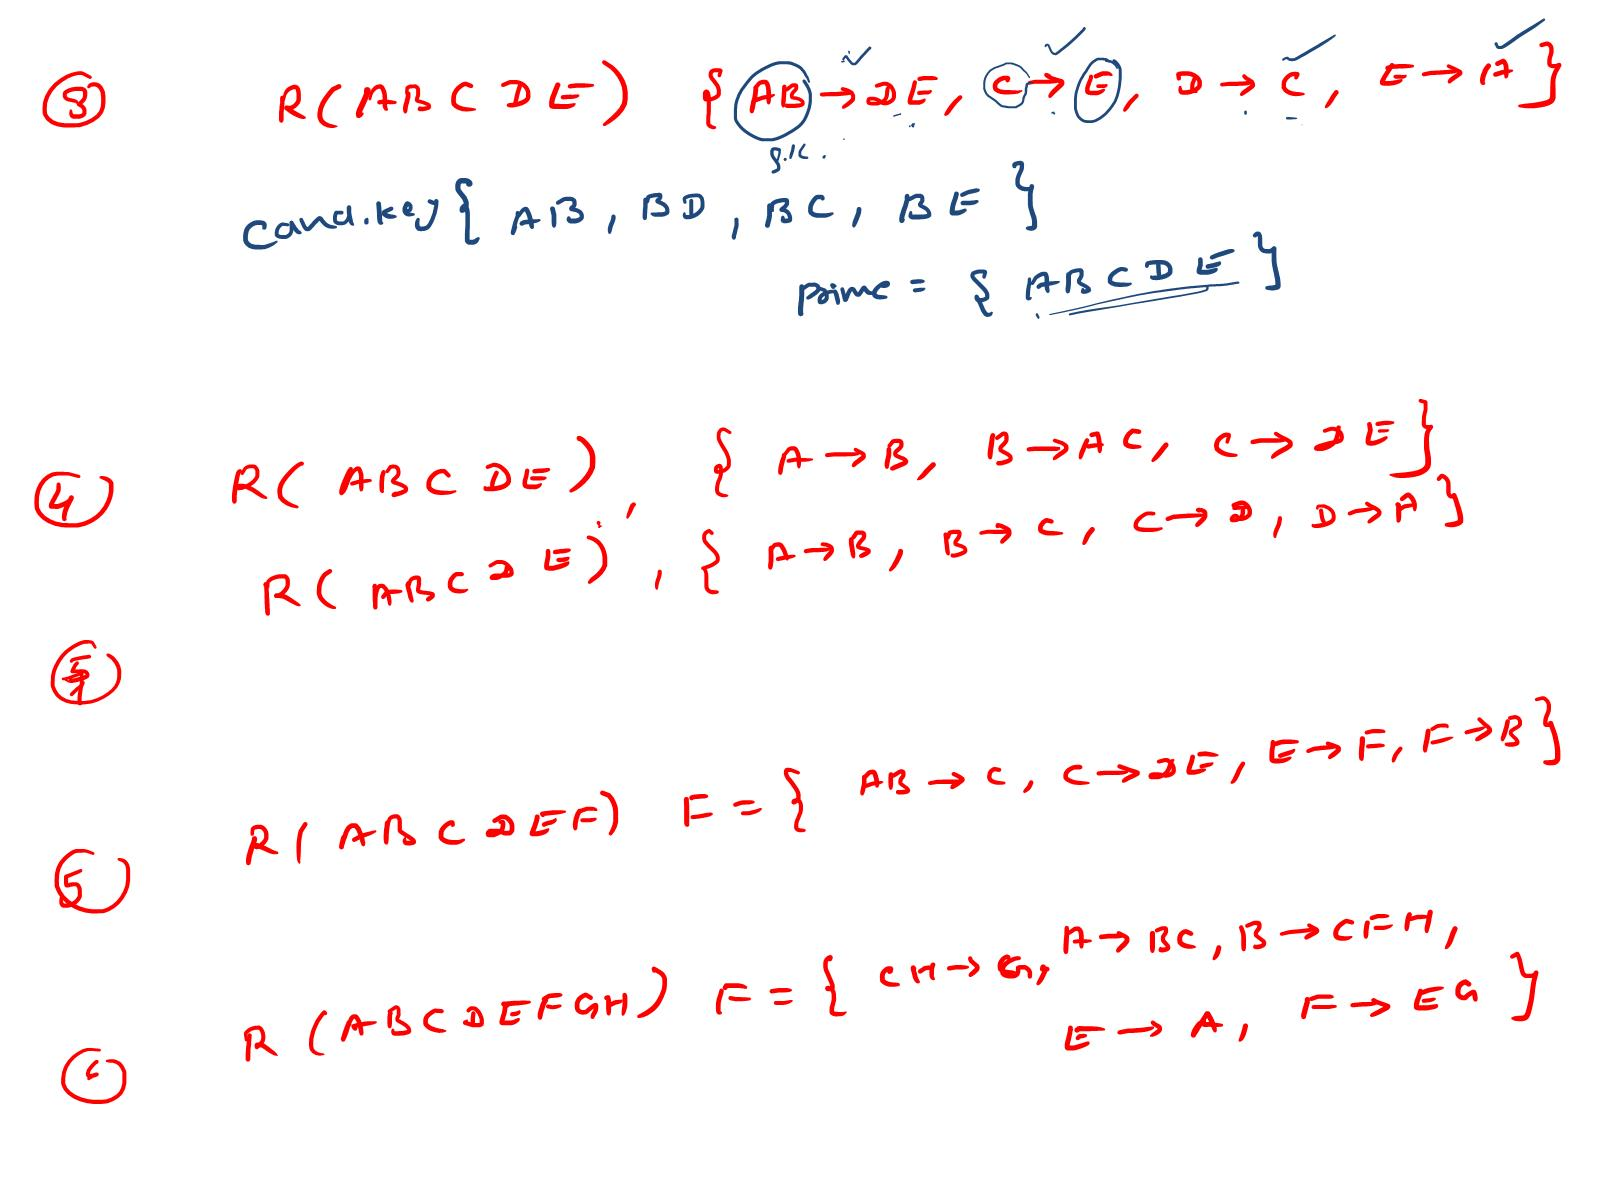 ③ R(ABCDE) {AB→DE, C→E, D→C, E→A}
S.K.
Cand.key {AB, BD, BC, BE}
prime = {ABCDE}
④ R(ABCDE), {A→B, B→AC, C→DE}
R(ABCDE), {A→B, B→C, C→D, D→A}
R(ABCDEF) F = {AB→C, C→DE, E→F, F→B}
⑤
R(ABCDEFGH) F = {CH→G, A→BC, B→CFH,
E→A, F→EG}
⑥